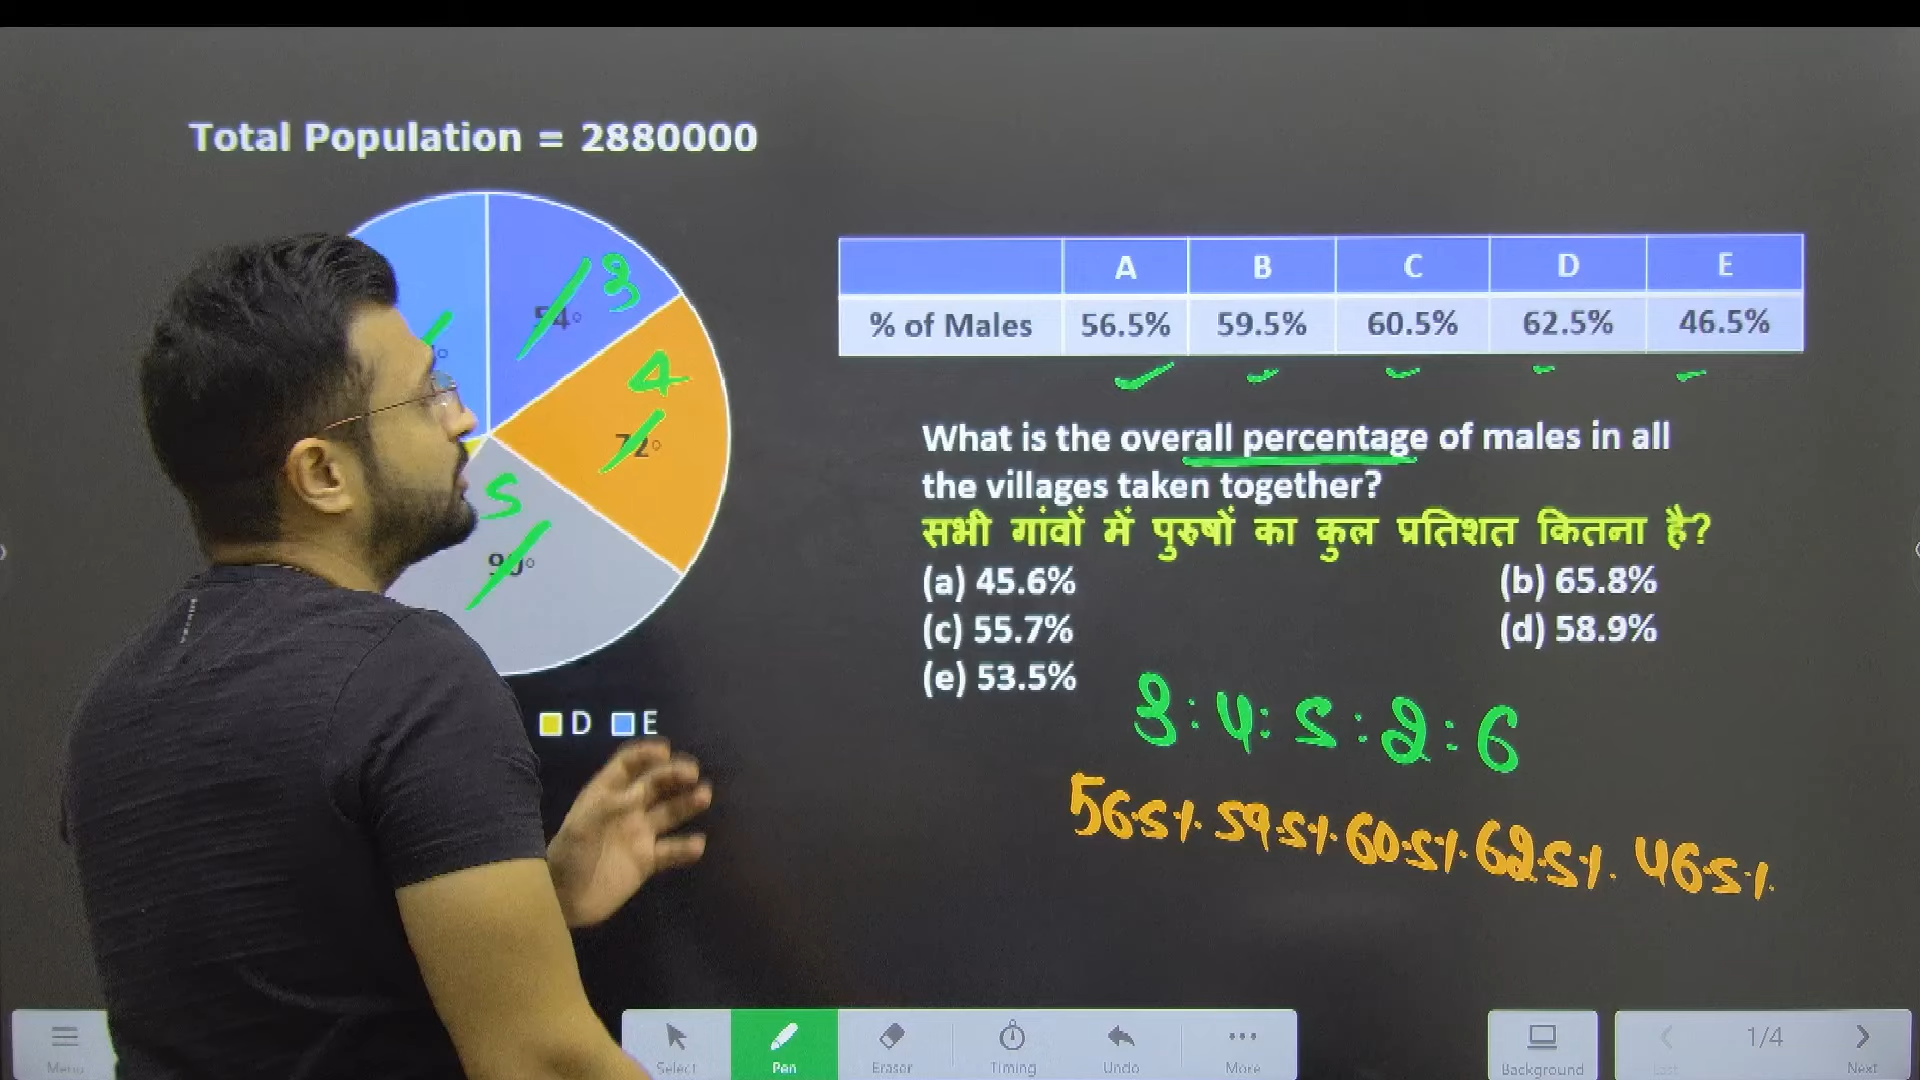 Total Population = 2880000
54°
3
72°
4
90°
5
D E
A B C D E
% of Males 56.5% 59.5% 60.5% 62.5% 46.5%
What is the overall percentage of males in all
the villages taken together?
सभी गांवों में पुरुषों का कुल प्रतिशत कितना है?
(a) 45.6% (b) 65.8%
(c) 55.7% (d) 58.9%
(e) 53.5%
3 : 4 : 5 : 2 : 6
56.5% 59.5% 60.5% 62.5% 46.5%
Menu Select Pen Eraser Timing Undo More Background Last 1/4 Next